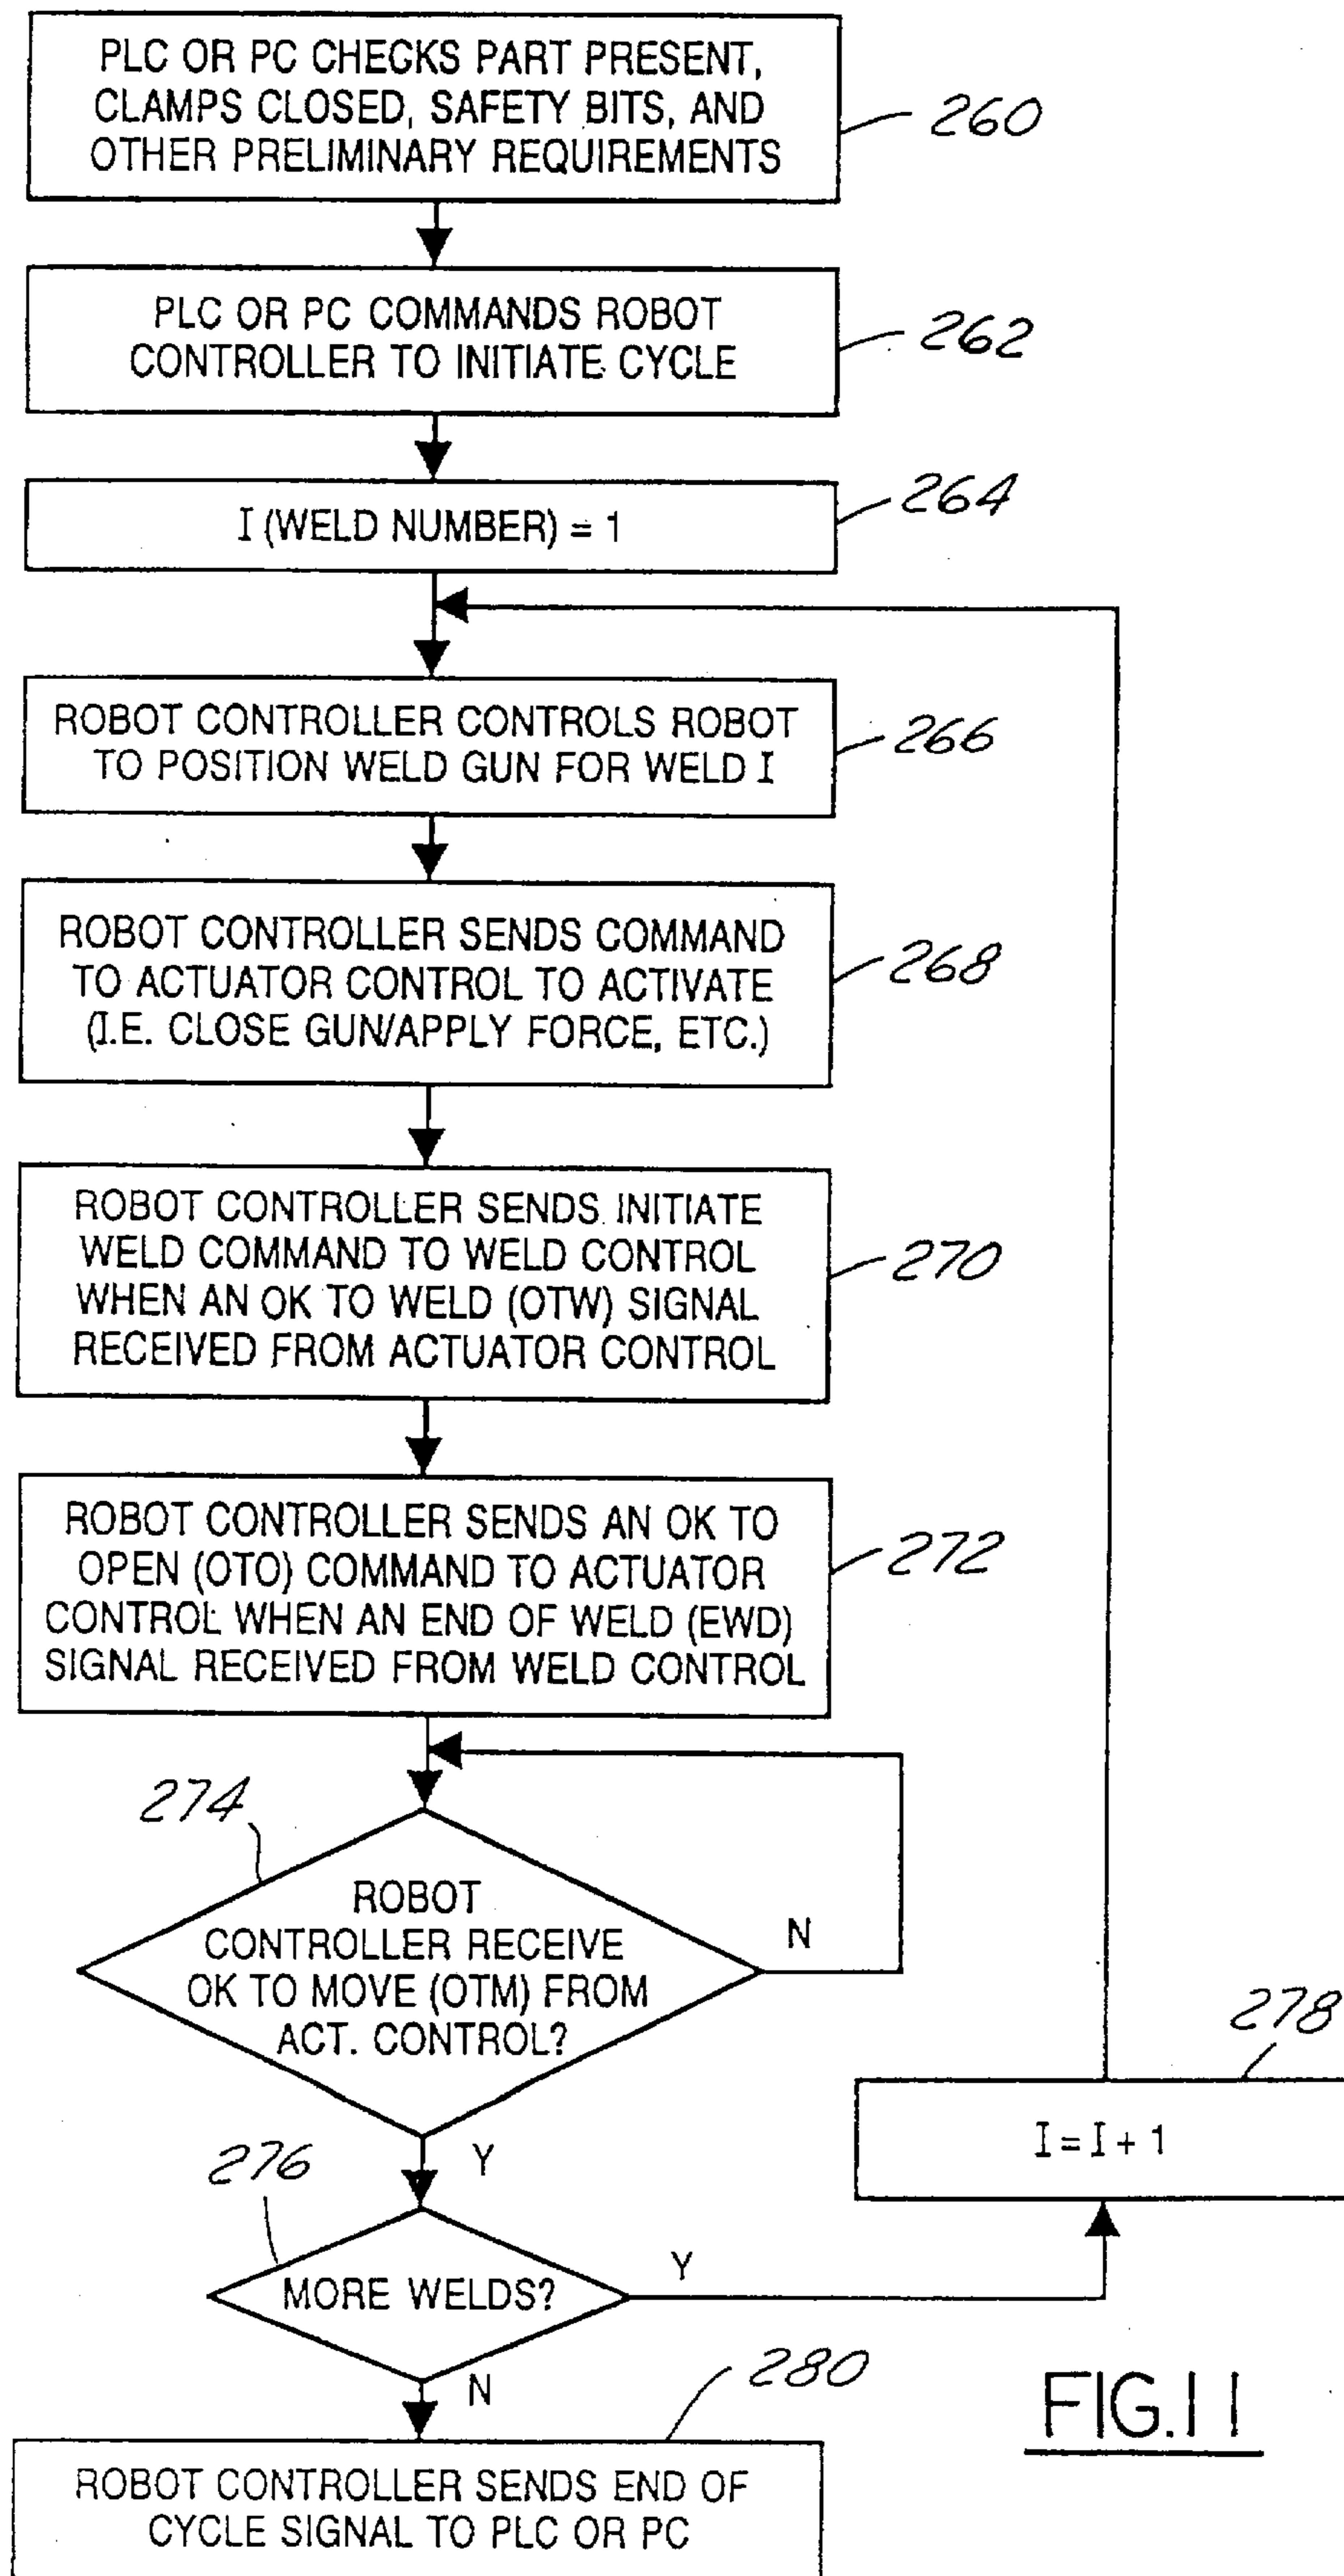 PLC OR PC CHECKS PART PRESENT,
CLAMPS CLOSED, SAFETY BITS, AND
OTHER PRELIMINARY REQUIREMENTS
260
PLC OR PC COMMANDS ROBOT
CONTROLLER TO INITIATE CYCLE
262
I (WELD NUMBER) = 1
264
ROBOT CONTROLLER CONTROLS ROBOT
TO POSITION WELD GUN FOR WELD I
266
ROBOT CONTROLLER SENDS COMMAND
TO ACTUATOR CONTROL TO ACTIVATE
(I.E. CLOSE GUN/APPLY FORCE, ETC.)
268
ROBOT CONTROLLER SENDS INITIATE
WELD COMMAND TO WELD CONTROL
WHEN AN OK TO WELD (OTW) SIGNAL
RECEIVED FROM ACTUATOR CONTROL
270
ROBOT CONTROLLER SENDS AN OK TO
OPEN (OTO) COMMAND TO ACTUATOR
CONTROL WHEN AN END OF WELD (EWD)
SIGNAL RECEIVED FROM WELD CONTROL
272
274
ROBOT
CONTROLLER RECEIVE
OK TO MOVE (OTM) FROM
ACT. CONTROL?
N
Y
278
I = I + 1
276
MORE WELDS?
Y
N
280
ROBOT CONTROLLER SENDS END OF
CYCLE SIGNAL TO PLC OR PC
FIG.11